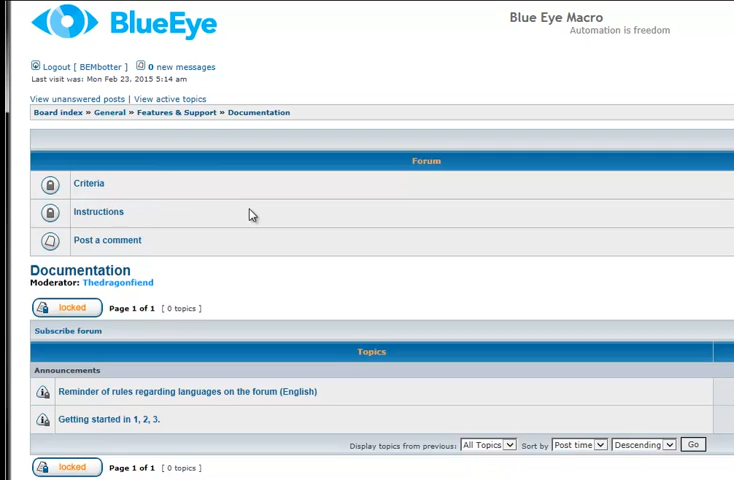 BlueEye
Blue Eye Macro
Automation is freedom
Logout [ BEMbotter ] 0 new messages
Last visit was: Mon Feb 23, 2015 5:14 am
View unanswered posts | View active topics
Board index » General » Features & Support » Documentation
Forum
Criteria
Instructions
Post a comment
Documentation
Moderator: Thedragonfiend
locked Page 1 of 1 [ 0 topics ]
Subscribe forum
Topics
Announcements
Reminder of rules regarding languages on the forum (English)
Getting started in 1, 2, 3.
Display topics from previous: All Topics Sort by Post time Descending Go
locked Page 1 of 1 [ 0 topics ]